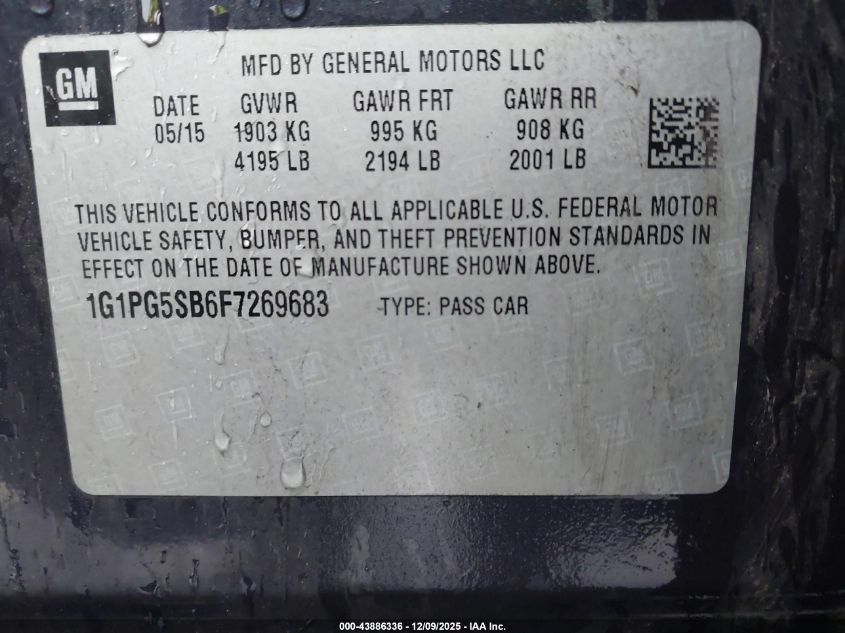 GM
MFD BY GENERAL MOTORS LLC
DATE GVWR GAWR FRT GAWR RR
05/15 1903 KG 995 KG 908 KG
4195 LB 2194 LB 2001 LB
THIS VEHICLE CONFORMS TO ALL APPLICABLE U.S. FEDERAL MOTOR
VEHICLE SAFETY, BUMPER, AND THEFT PREVENTION STANDARDS IN
EFFECT ON THE DATE OF MANUFACTURE SHOWN ABOVE.
1G1PG5SB6F7269683 TYPE: PASS CAR
000-43886336 - 12/09/2025 - IAA Inc.